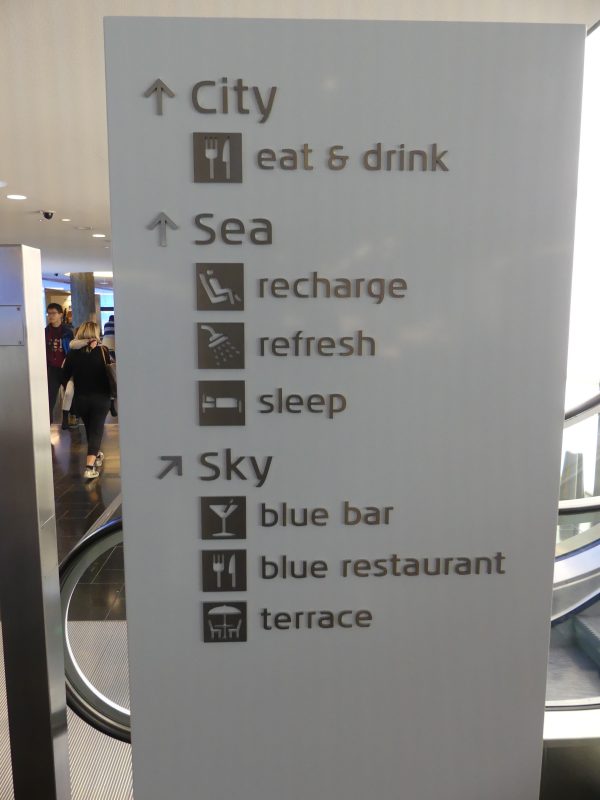 City
eat & drink
Sea
recharge
refresh
sleep
Sky
blue bar
blue restaurant
terrace